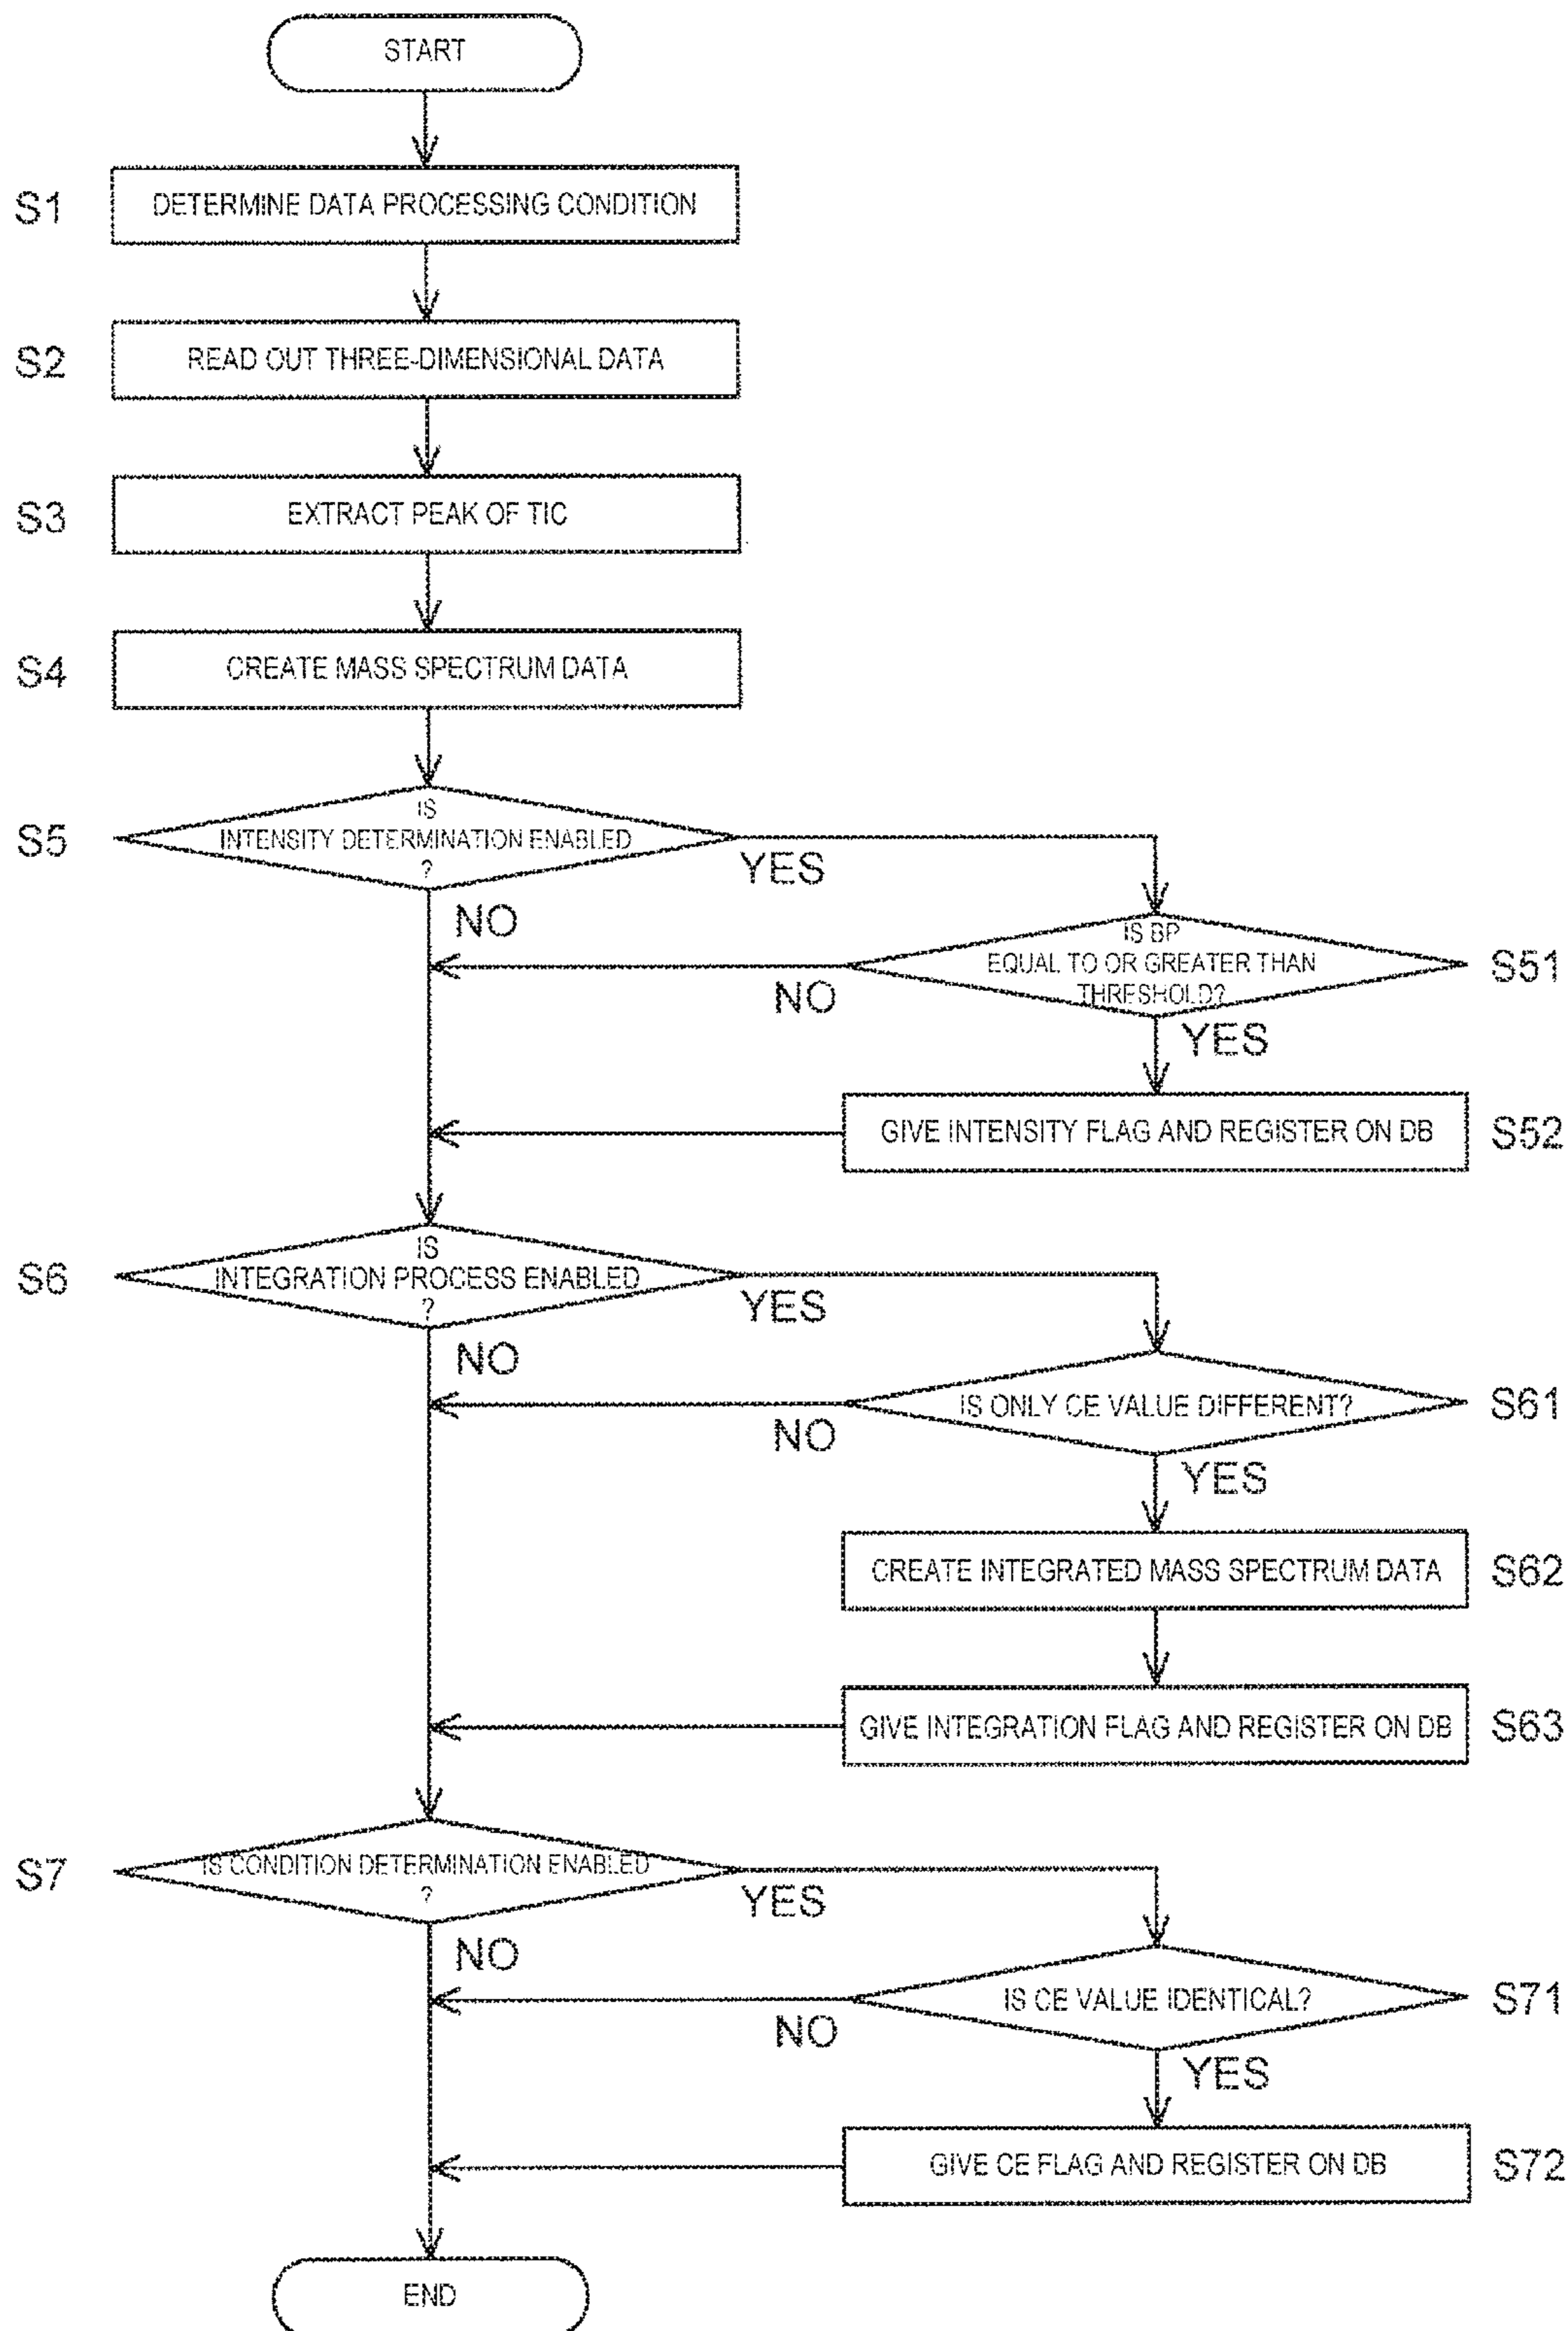 START
S1
DETERMINE DATA PROCESSING CONDITION
S2
READ OUT THREE-DIMENSIONAL DATA
S3
EXTRACT PEAK OF TIC
S4
CREATE MASS SPECTRUM DATA
S5
IS
INTENSITY DETERMINATION ENABLED
?
YES
NO
IS BP
EQUAL TO OR GREATER THAN
THRESHOLD?
S51
NO
YES
GIVE INTENSITY FLAG AND REGISTER ON DB
S52
S6
IS
INTEGRATION PROCESS ENABLED
?
YES
NO
IS ONLY CE VALUE DIFFERENT?
S61
NO
YES
CREATE INTEGRATED MASS SPECTRUM DATA
S62
GIVE INTEGRATION FLAG AND REGISTER ON DB
S63
S7
IS CONDITION DETERMINATION ENABLED
?
YES
NO
IS CE VALUE IDENTICAL?
S71
NO
YES
GIVE CE FLAG AND REGISTER ON DB
S72
END